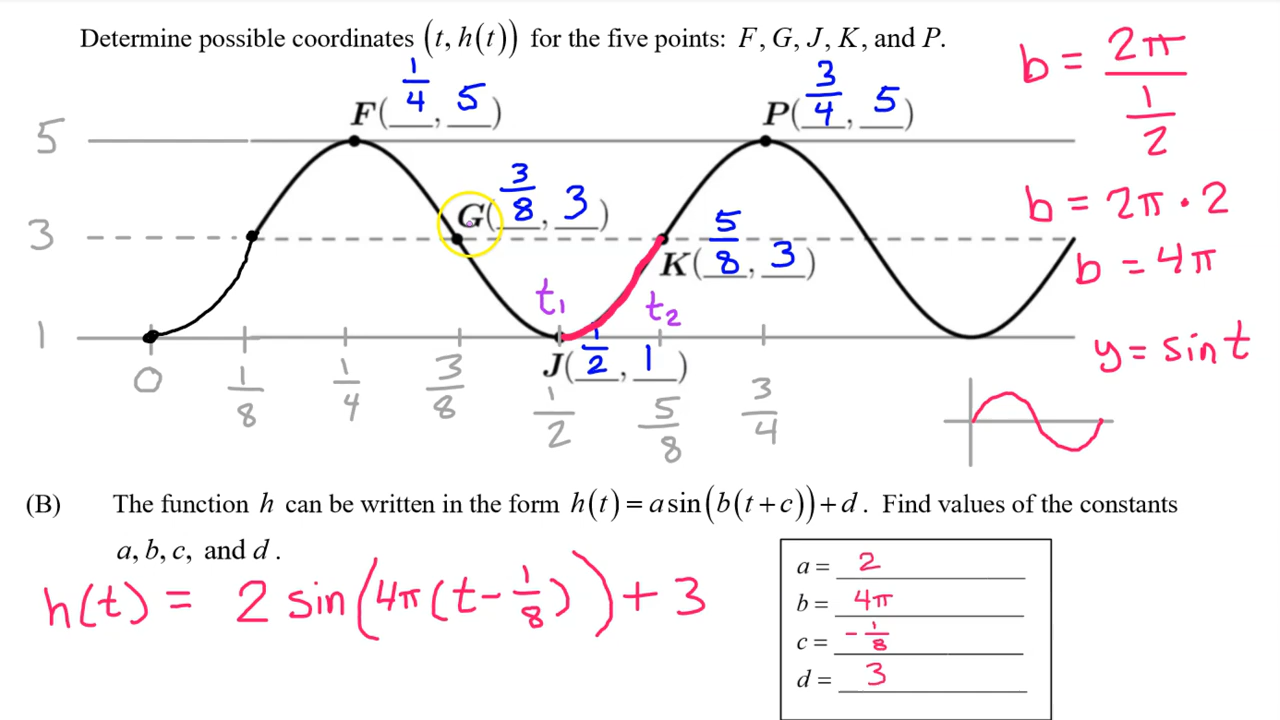 Determine possible coordinates (t, h(t)) for the five points: F, G, J, K, and P.
b = 2π / (1/2)
F(1/4, 5)
P(3/4, 5)
5
G(3/8, 3)
b = 2π · 2
3
K(5/8, 3)
b = 4π
t₁
t₂
1
J(1/2, 1)
y = sin t
0 1/8 1/4 3/8 1/2 5/8 3/4
(B) The function h can be written in the form h(t) = a sin(b(t + c)) + d. Find values of the constants
a, b, c, and d.
h(t) = 2 sin(4π(t - 1/8)) + 3
a = 2
b = 4π
c = -1/8
d = 3